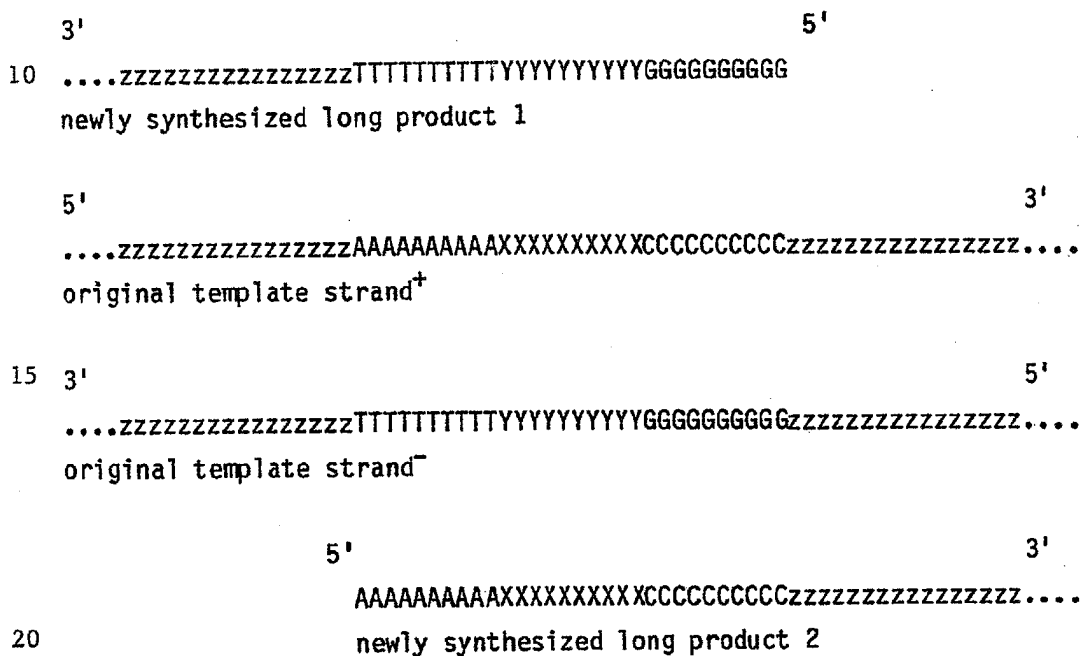 3' 5'
10 ....zzzzzzzzzzzzzzzzTTTTTTTTTTYYYYYYYYYYGGGGGGGGGG
newly synthesized long product 1
5' 3'
....zzzzzzzzzzzzzzzzAAAAAAAAAAXXXXXXXXXXCCCCCCCCCCzzzzzzzzzzzzzzzz....
original template strand⁺
15 3' 5'
....zzzzzzzzzzzzzzzzTTTTTTTTTTYYYYYYYYYYGGGGGGGGGGzzzzzzzzzzzzzzzz....
original template strand⁻
5' 3'
AAAAAAAAAAXXXXXXXXXXCCCCCCCCCCzzzzzzzzzzzzzzzz....
20 newly synthesized long product 2